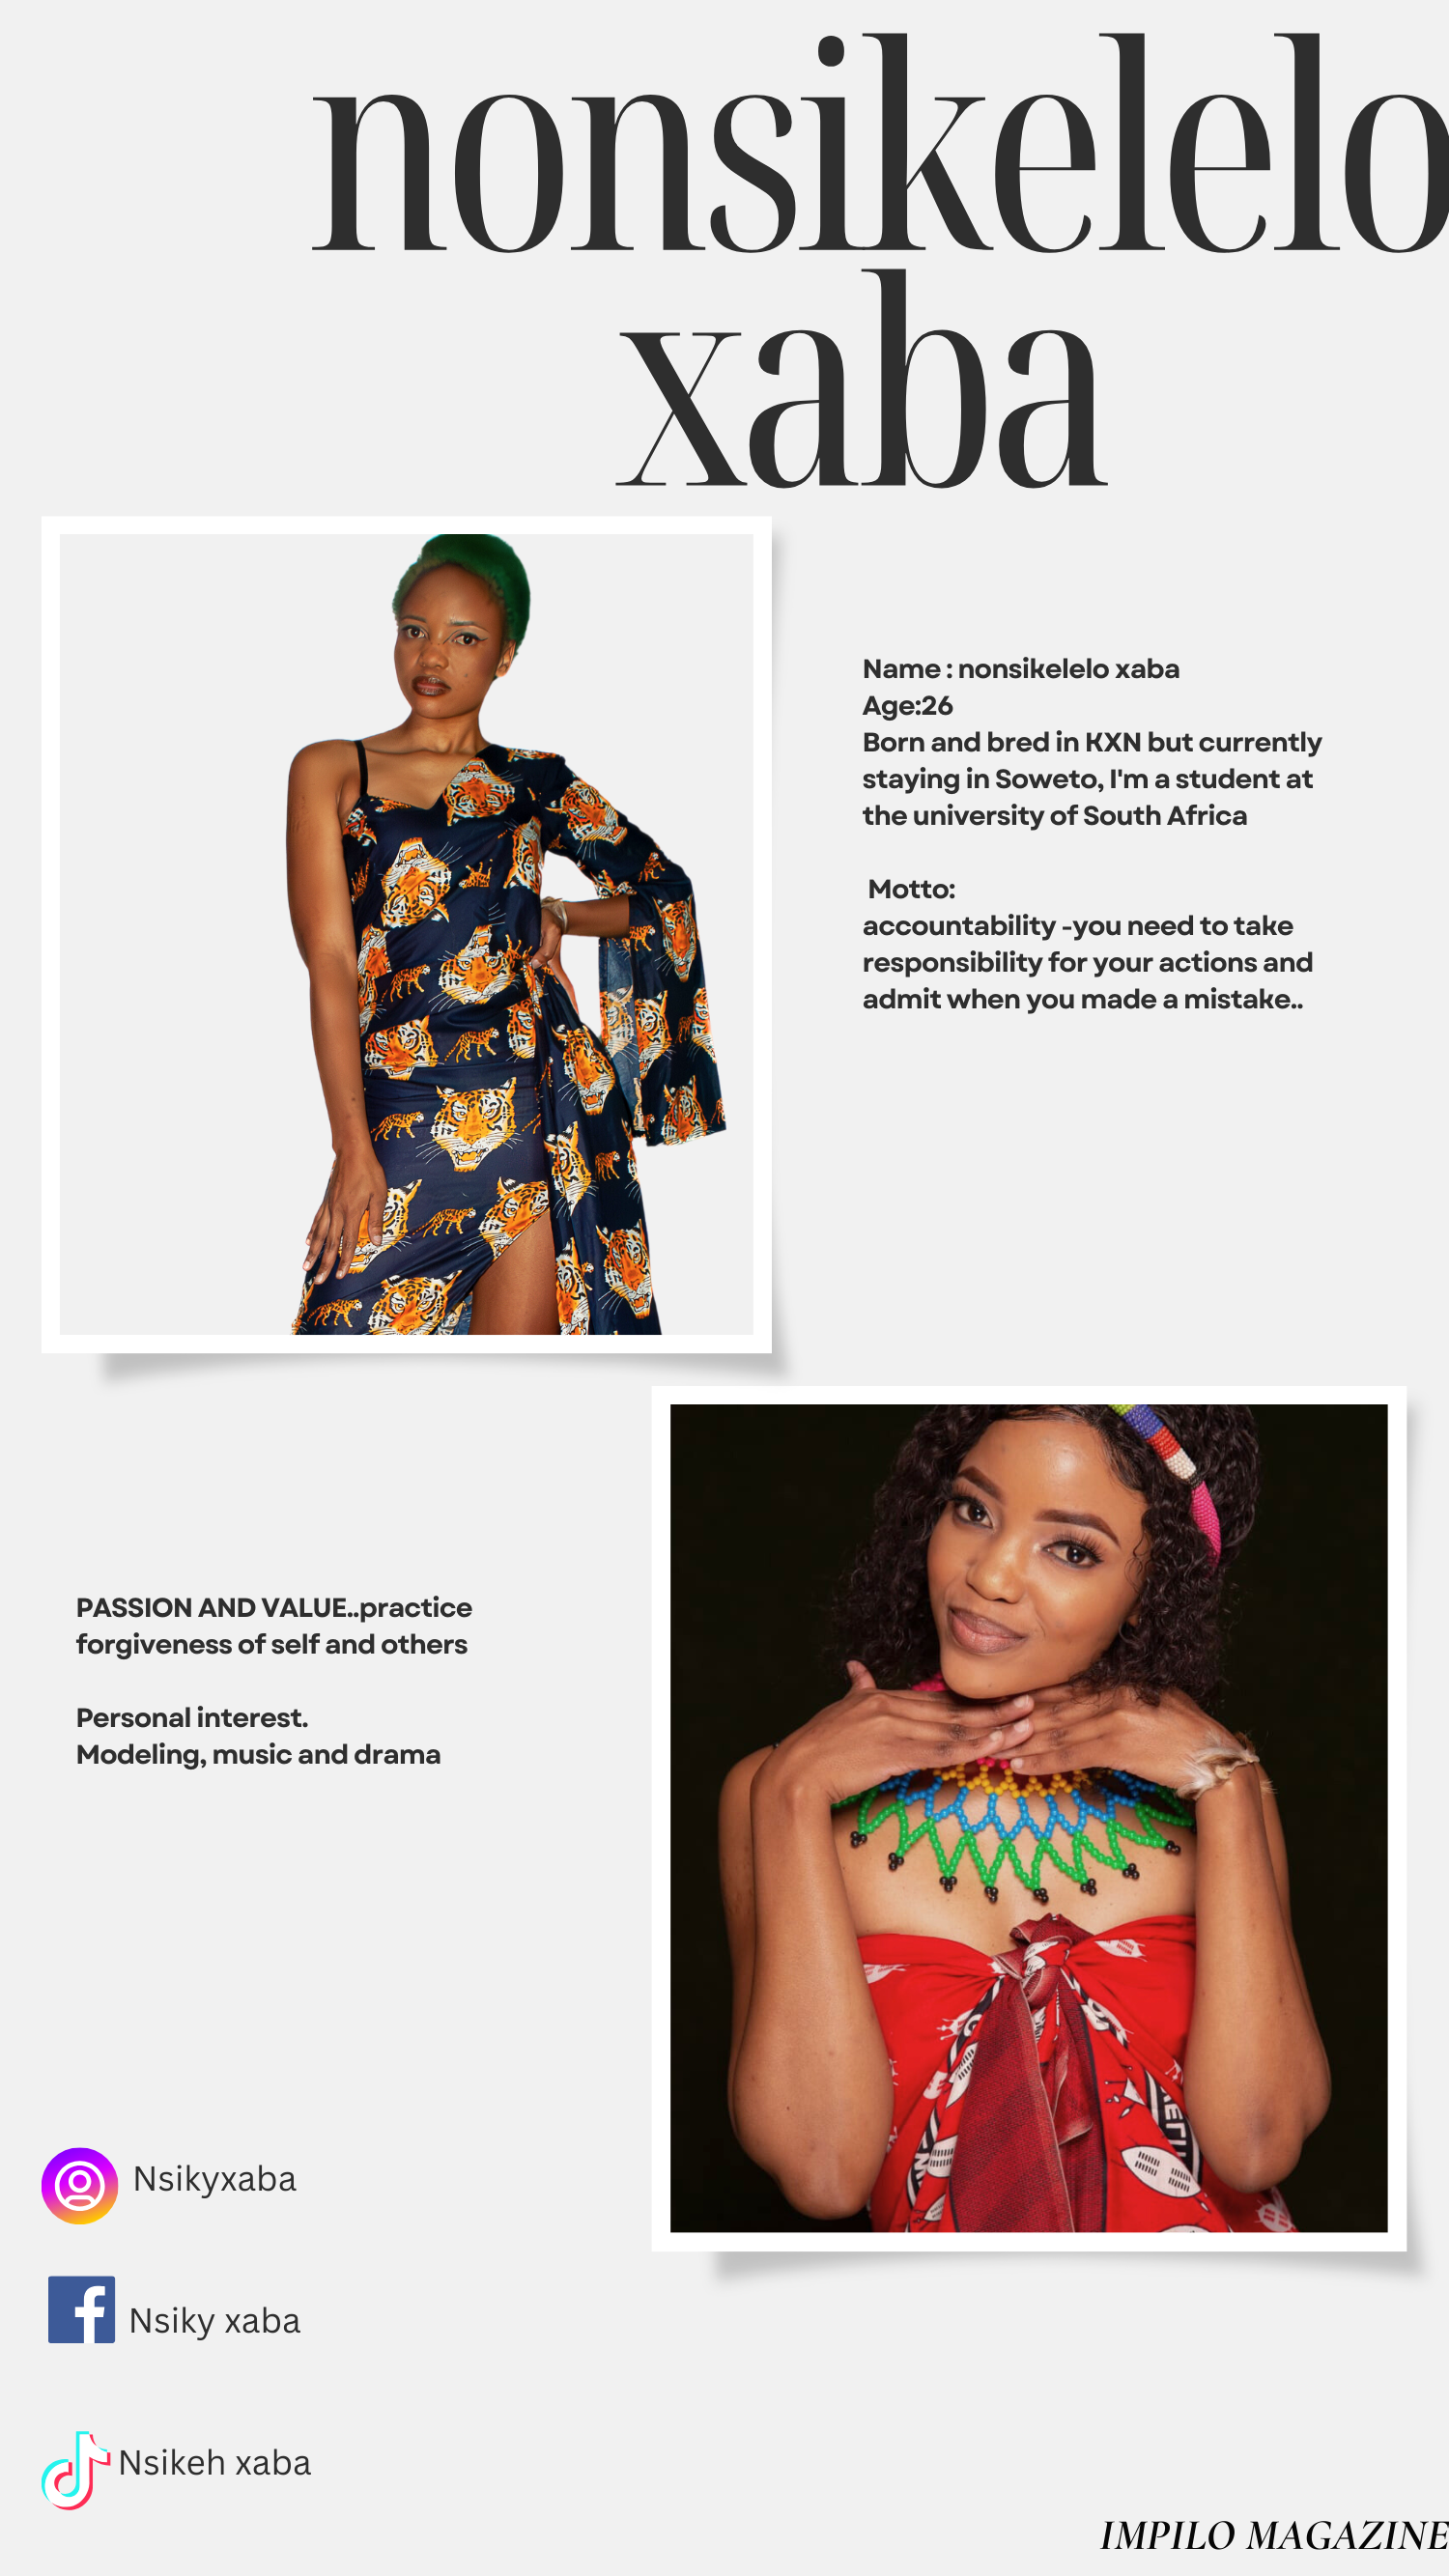 nonsikelelo
xaba
Name : nonsikelelo xaba
Age:26
Born and bred in KXN but currently
staying in Soweto, I'm a student at
the university of South Africa
Motto:
accountability -you need to take
responsibility for your actions and
admit when you made a mistake..
PASSION AND VALUE..practice
forgiveness of self and others
Personal interest.
Modeling, music and drama
Nsikyxaba
Nsiky xaba
Nsikeh xaba
IMPILO MAGAZINE